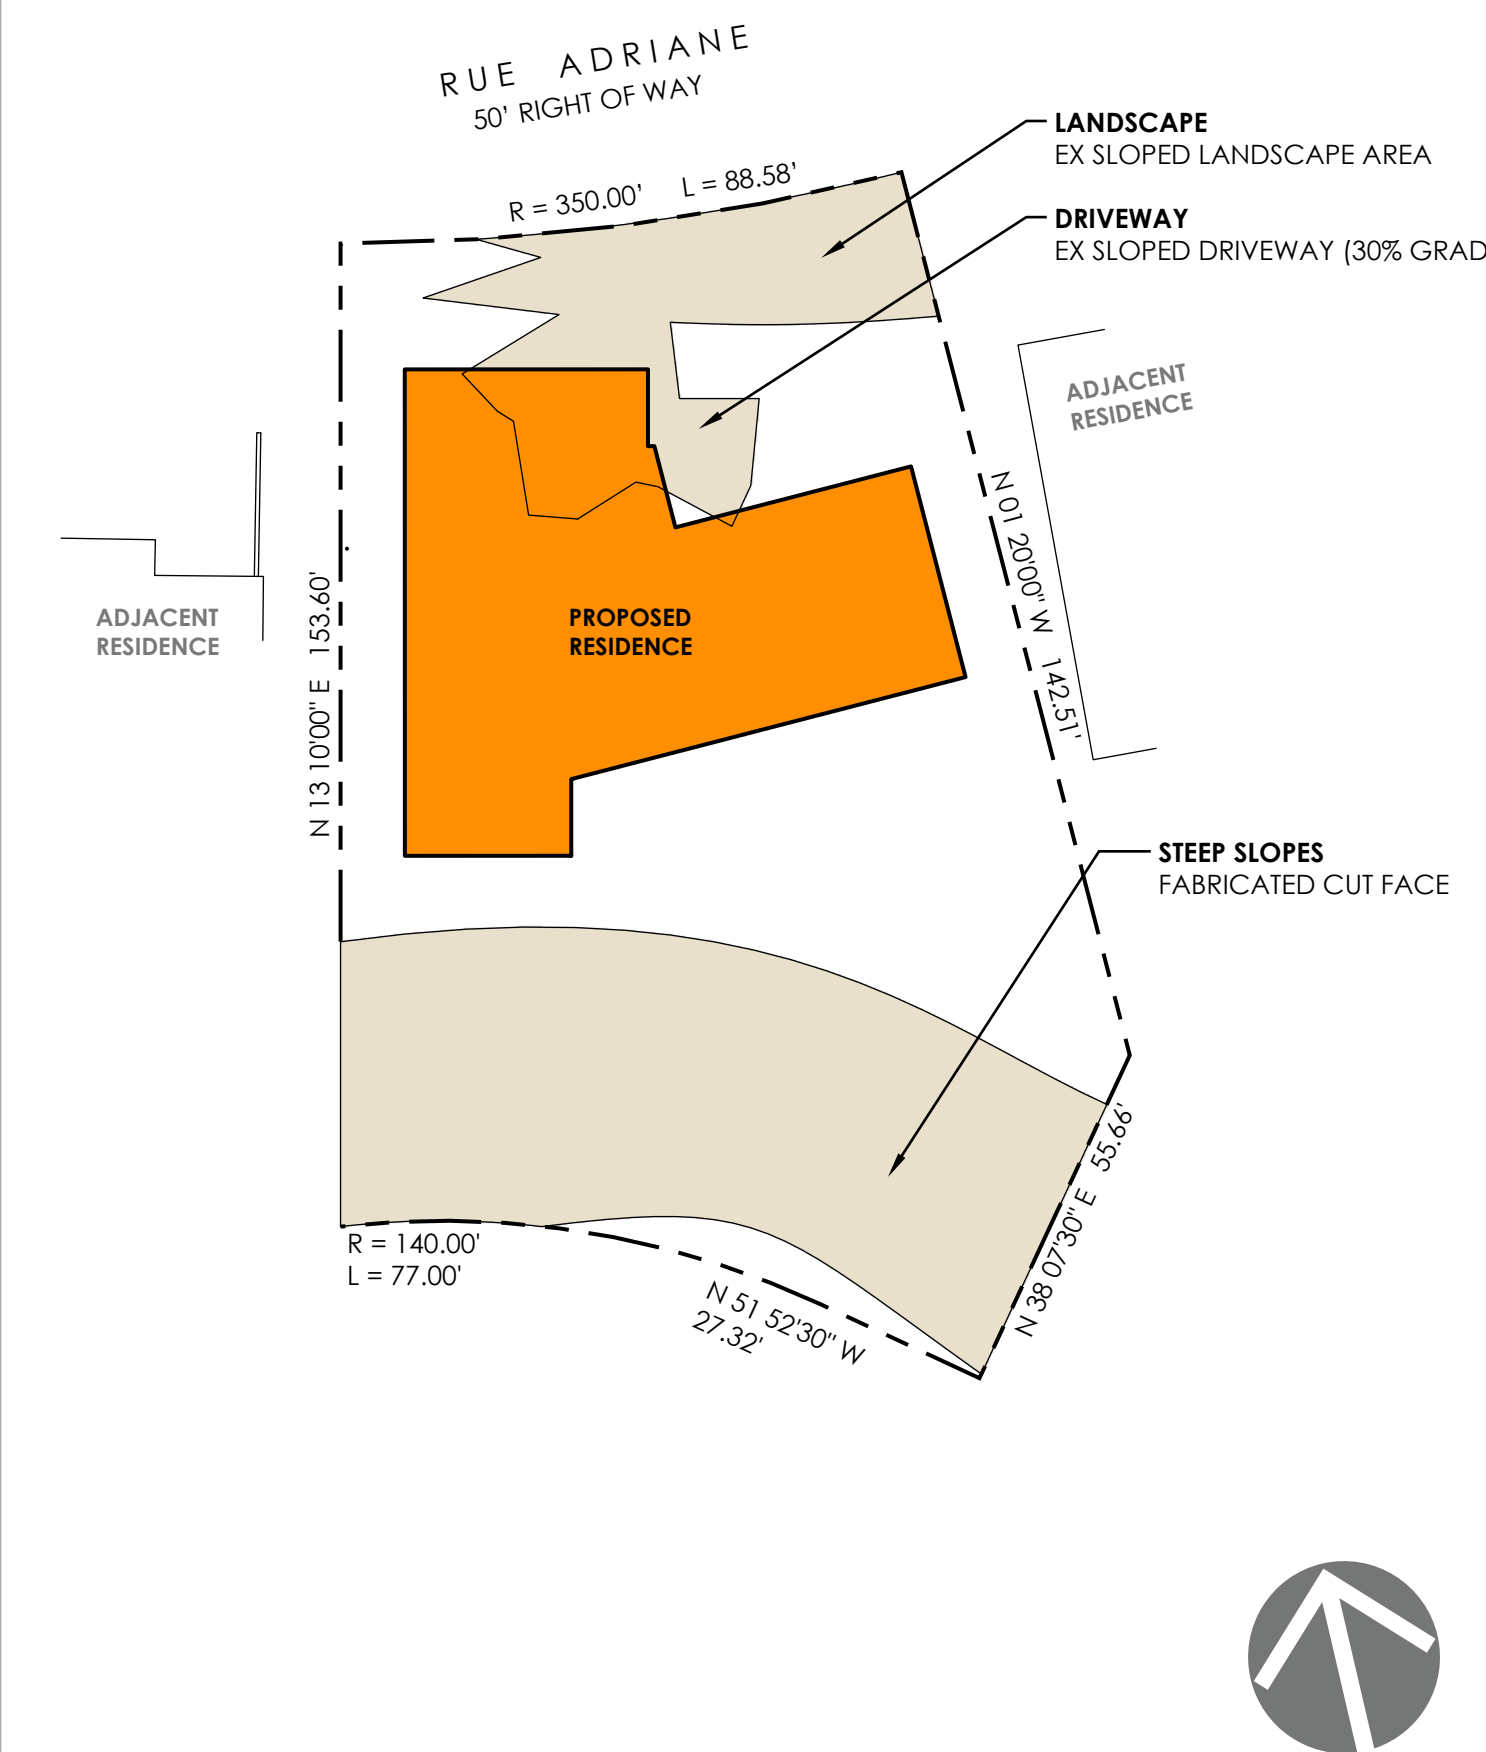 RUE ADRIANE
50' RIGHT OF WAY
R = 350.00' L = 88.58'
LANDSCAPE
EX SLOPED LANDSCAPE AREA
DRIVEWAY
EX SLOPED DRIVEWAY (30% GRAD
ADJACENT
RESIDENCE
N 01 20'00" W 142.51'
ADJACENT
RESIDENCE
N 13 10'00" E 153.60'
PROPOSED
RESIDENCE
STEEP SLOPES
FABRICATED CUT FACE
R = 140.00'
L = 77.00'
N 51 52'30" W
27.32'
N 38 07'30" E 55.66'